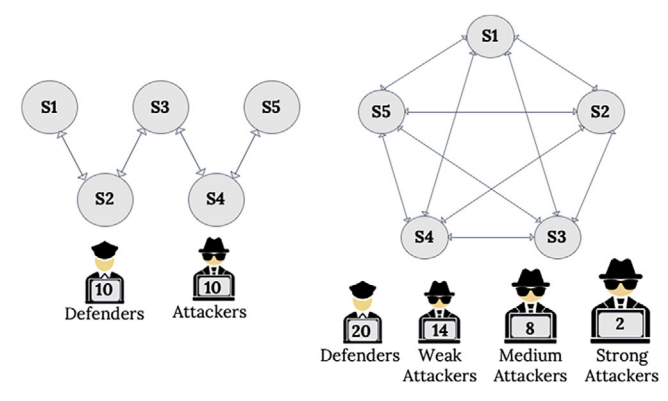 S1
S3
S5
S2
S4
10
Defenders
10
Attackers
S1
S5
S2
S4
S3
20
Defenders
14
Weak
Attackers
8
Medium
Attackers
2
Strong
Attackers